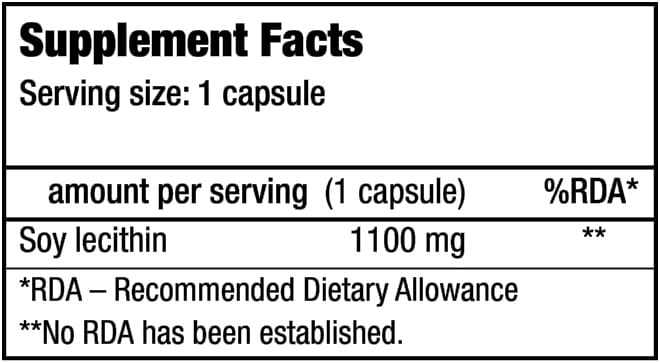 Supplement Facts
Serving size: 1 capsule
amount per serving (1 capsule) %RDA*
Soy lecithin 1100 mg **
*RDA – Recommended Dietary Allowance
**No RDA has been established.